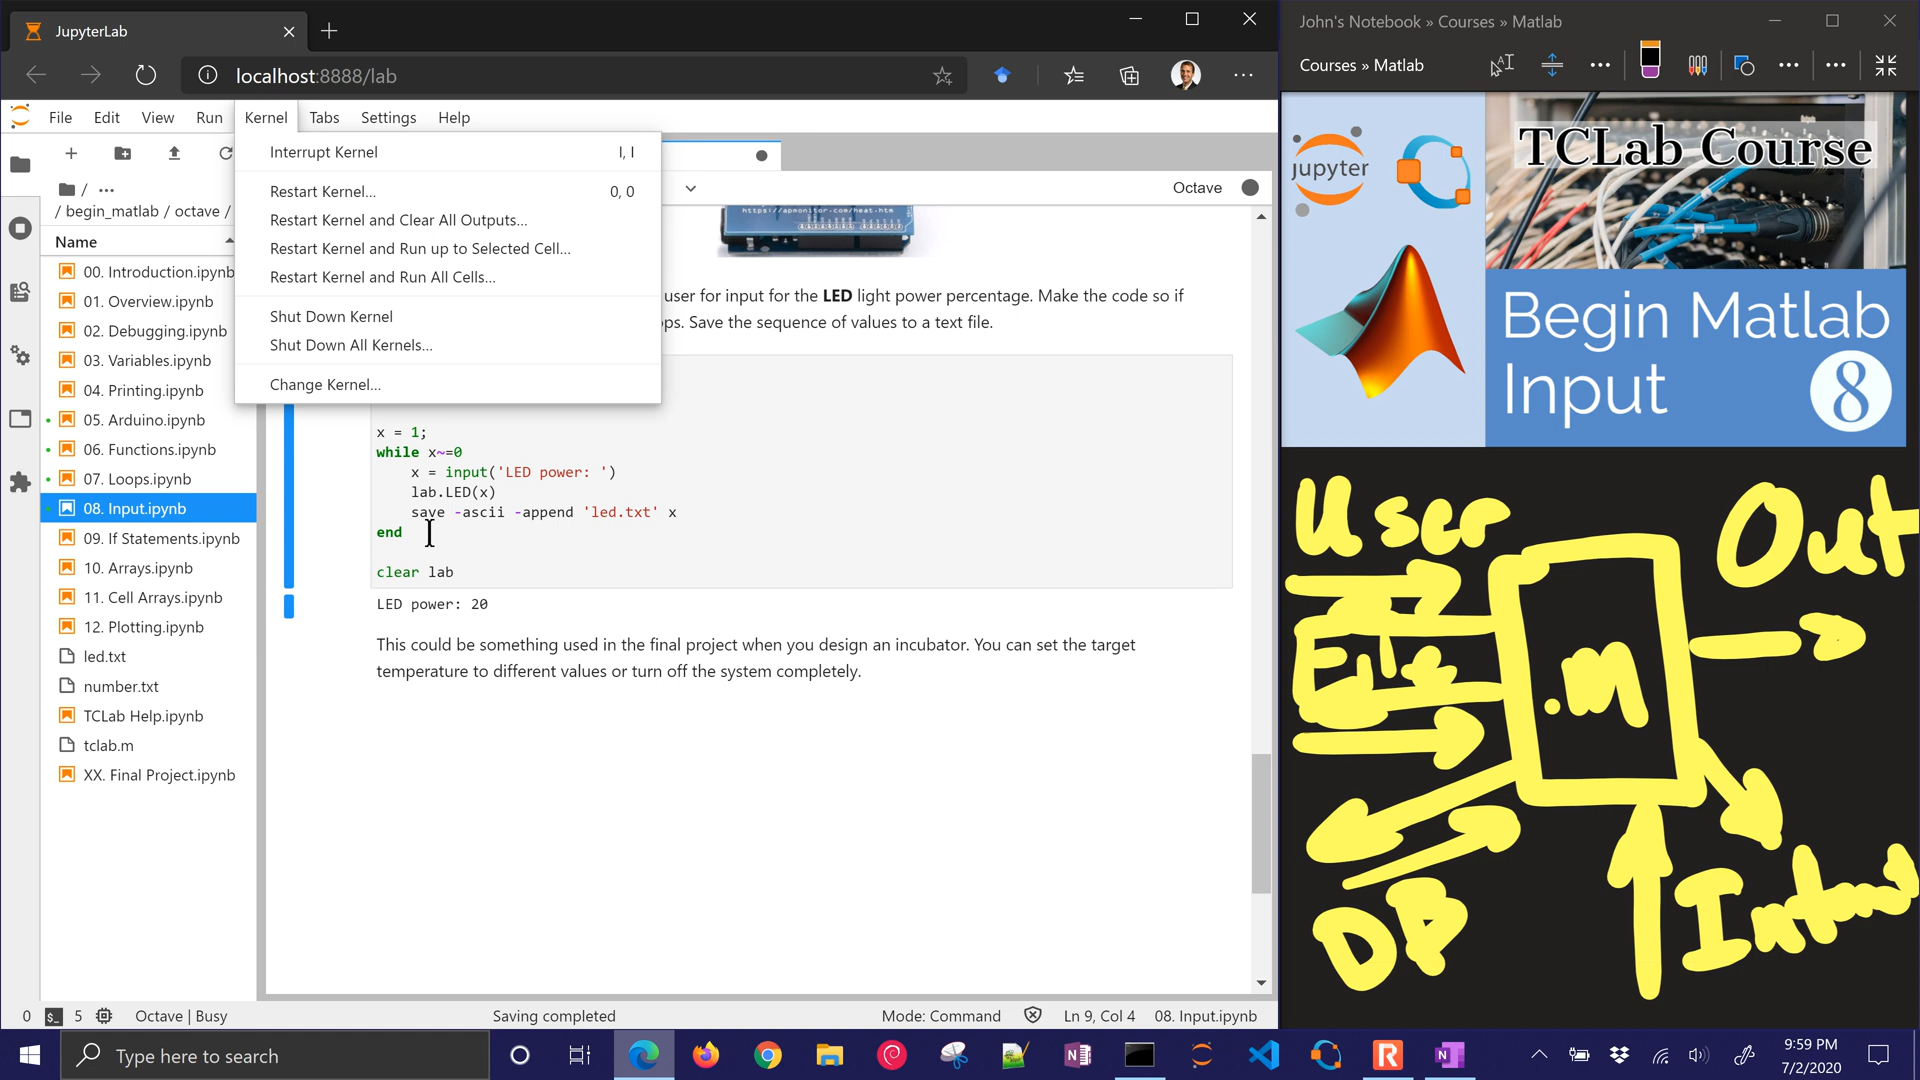 JupyterLab
localhost:8888/lab
File Edit View Run Kernel Tabs Settings Help
Interrupt Kernel I, I
Restart Kernel... 0, 0
Restart Kernel and Clear All Outputs...
Restart Kernel and Run up to Selected Cell...
Restart Kernel and Run All Cells...
Shut Down Kernel
Shut Down All Kernels...
Change Kernel...
/ ...
/ begin_matlab / octave /
Name
00. Introduction.ipynb
01. Overview.ipynb
02. Debugging.ipynb
03. Variables.ipynb
04. Printing.ipynb
05. Arduino.ipynb
06. Functions.ipynb
07. Loops.ipynb
08. Input.ipynb
09. If Statements.ipynb
10. Arrays.ipynb
11. Cell Arrays.ipynb
12. Plotting.ipynb
led.txt
number.txt
TCLab Help.ipynb
tclab.m
XX. Final Project.ipynb
Octave
https://apmonitor.com/heat.htm
user for input for the LED light power percentage. Make the code so if
ps. Save the sequence of values to a text file.
x = 1;
while x~=0
x = input('LED power: ')
lab.LED(x)
save -ascii -append 'led.txt' x
end
clear lab
LED power: 20
This could be something used in the final project when you design an incubator. You can set the target
temperature to different values or turn off the system completely.
0 $_ 5 Octave | Busy Saving completed Mode: Command Ln 9, Col 4 08. Input.ipynb
John's Notebook » Courses » Matlab
Courses » Matlab
jupyter
TCLab Course
Begin Matlab
Input 8
User
Out
.m
DB
Type here to search
9:59 PM
7/2/2020